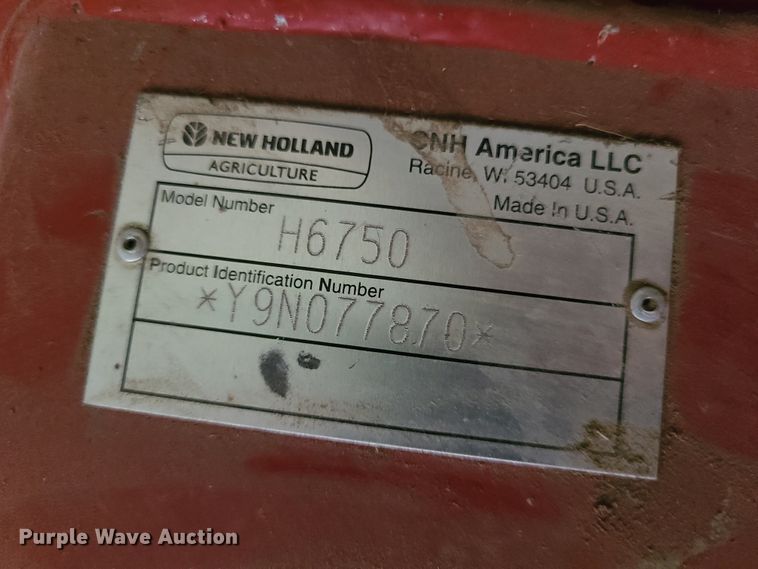 NEW HOLLAND
AGRICULTURE
CNH America LLC
Racine, WI 53404 U.S.A.
Made In U.S.A.
Model Number
H6750
Product Identification Number
*Y9N077870*
Purple Wave Auction